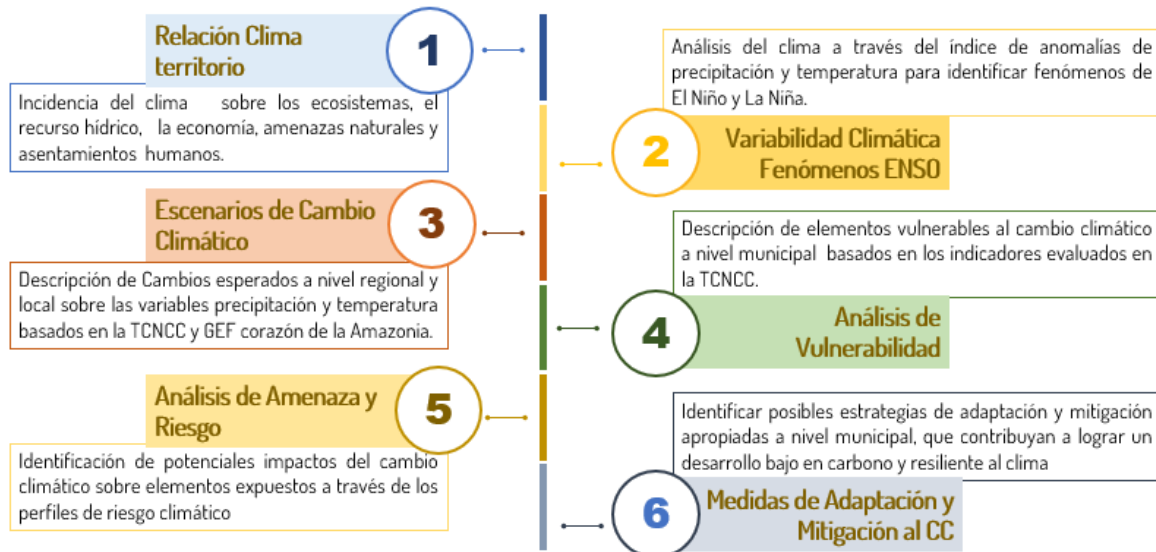 Relación Clima
territorio
1
Incidencia del clima sobre los ecosistemas, el
recurso hídrico, la economía, amenazas naturales y
asentamientos humanos.
Análisis del clima a través del índice de anomalías de
precipitación y temperatura para identificar fenómenos de
El Niño y La Niña.
2
Variabilidad Climática
Fenómenos ENSO
Escenarios de Cambio
Climático
3
Descripción de Cambios esperados a nivel regional y
local sobre las variables precipitación y temperatura
basados en la TCNCC y GEF corazón de la Amazonia.
Descripción de elementos vulnerables al cambio climático
a nivel municipal basados en los indicadores evaluados en
la TCNCC.
4
Análisis de
Vulnerabilidad
Análisis de Amenaza y
Riesgo
5
Identificación de potenciales impactos del cambio
climático sobre elementos expuestos a través de los
perfiles de riesgo climático
Identificar posibles estrategias de adaptación y mitigación
apropiadas a nivel municipal, que contribuyan a lograr un
desarrollo bajo en carbono y resiliente al clima
6
Medidas de Adaptación y
Mitigación al CC